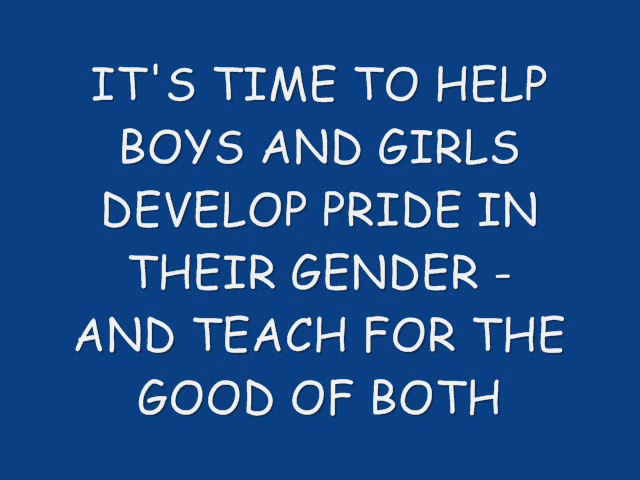 IT'S TIME TO HELP
BOYS AND GIRLS
DEVELOP PRIDE IN
THEIR GENDER -
AND TEACH FOR THE
GOOD OF BOTH